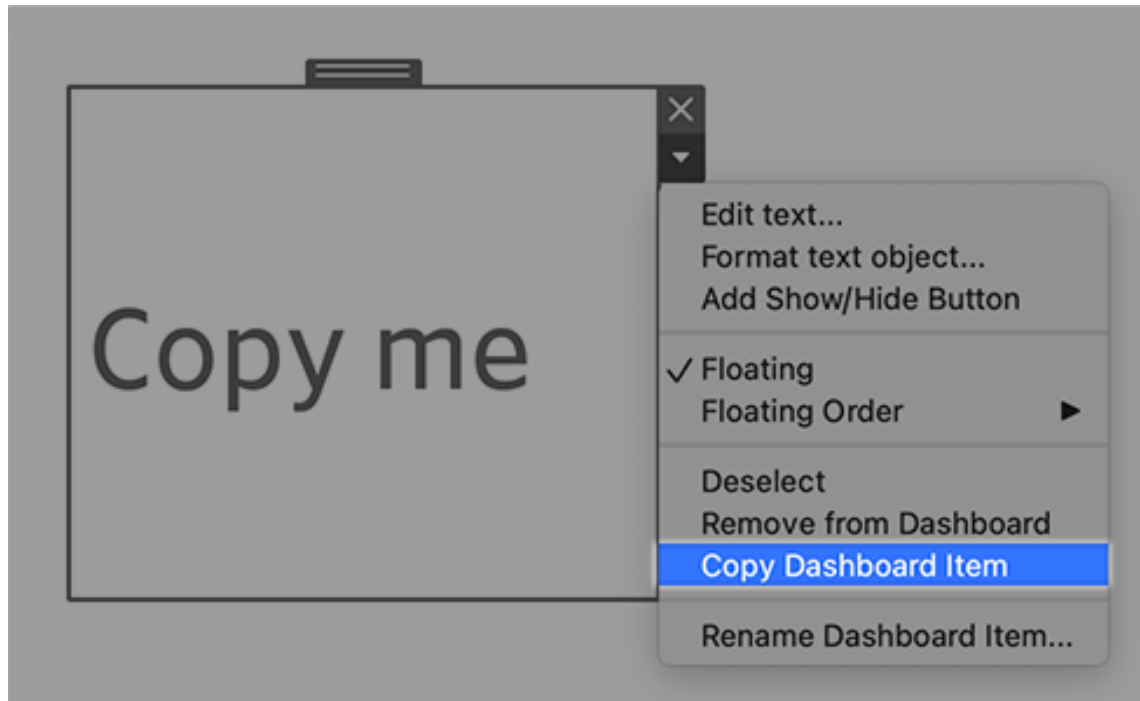 Copy me
Edit text...
Format text object...
Add Show/Hide Button
Floating
Floating Order
Deselect
Remove from Dashboard
Copy Dashboard Item
Rename Dashboard Item...